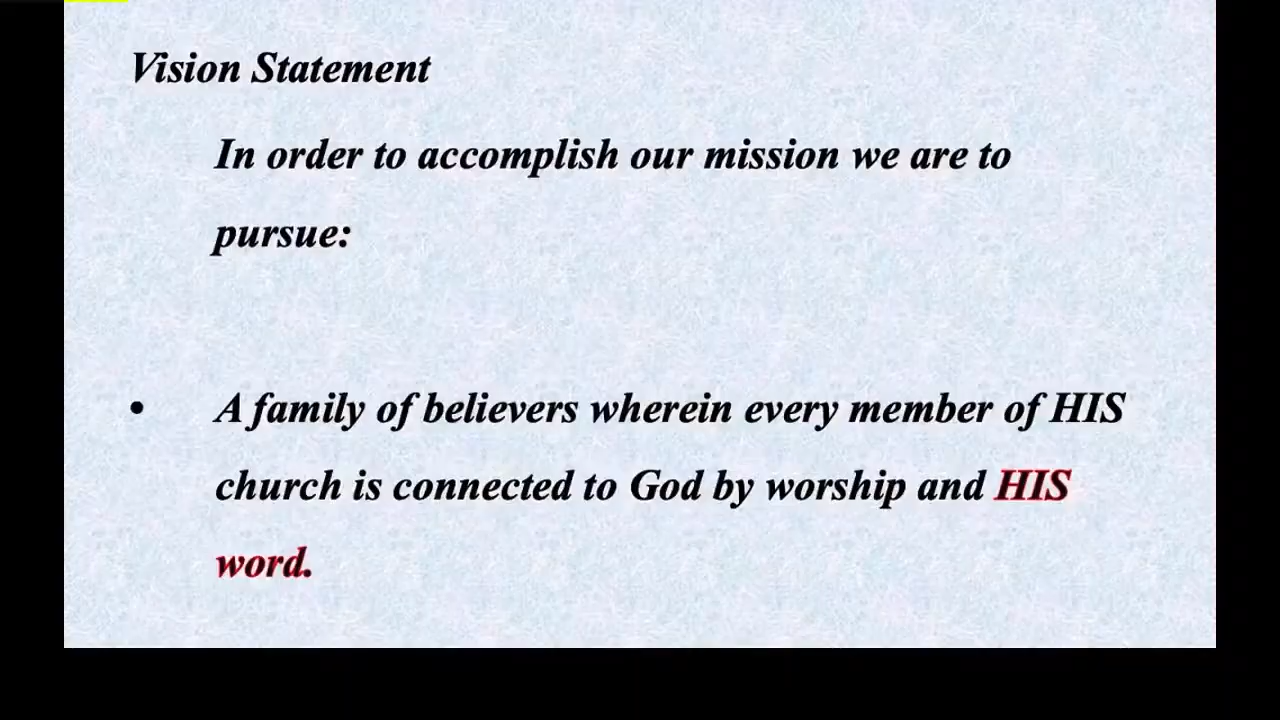 Vision Statement
In order to accomplish our mission we are to
pursue:
• A family of believers wherein every member of HIS
church is connected to God by worship and HIS
word.